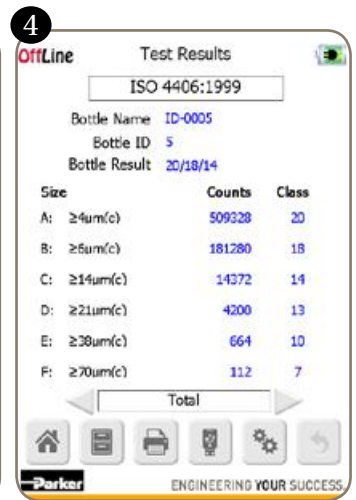 4
OffLine Test Results
ISO 4406:1999
Bottle Name ID-0005
Bottle ID 5
Bottle Result 20/18/14
Size Counts Class
A: ≥4um(c) 509328 20
B: ≥6um(c) 181280 18
C: ≥14um(c) 14372 14
D: ≥21um(c) 4200 13
E: ≥38um(c) 664 10
F: ≥70um(c) 112 7
Total
Parker ENGINEERING YOUR SUCCESS.